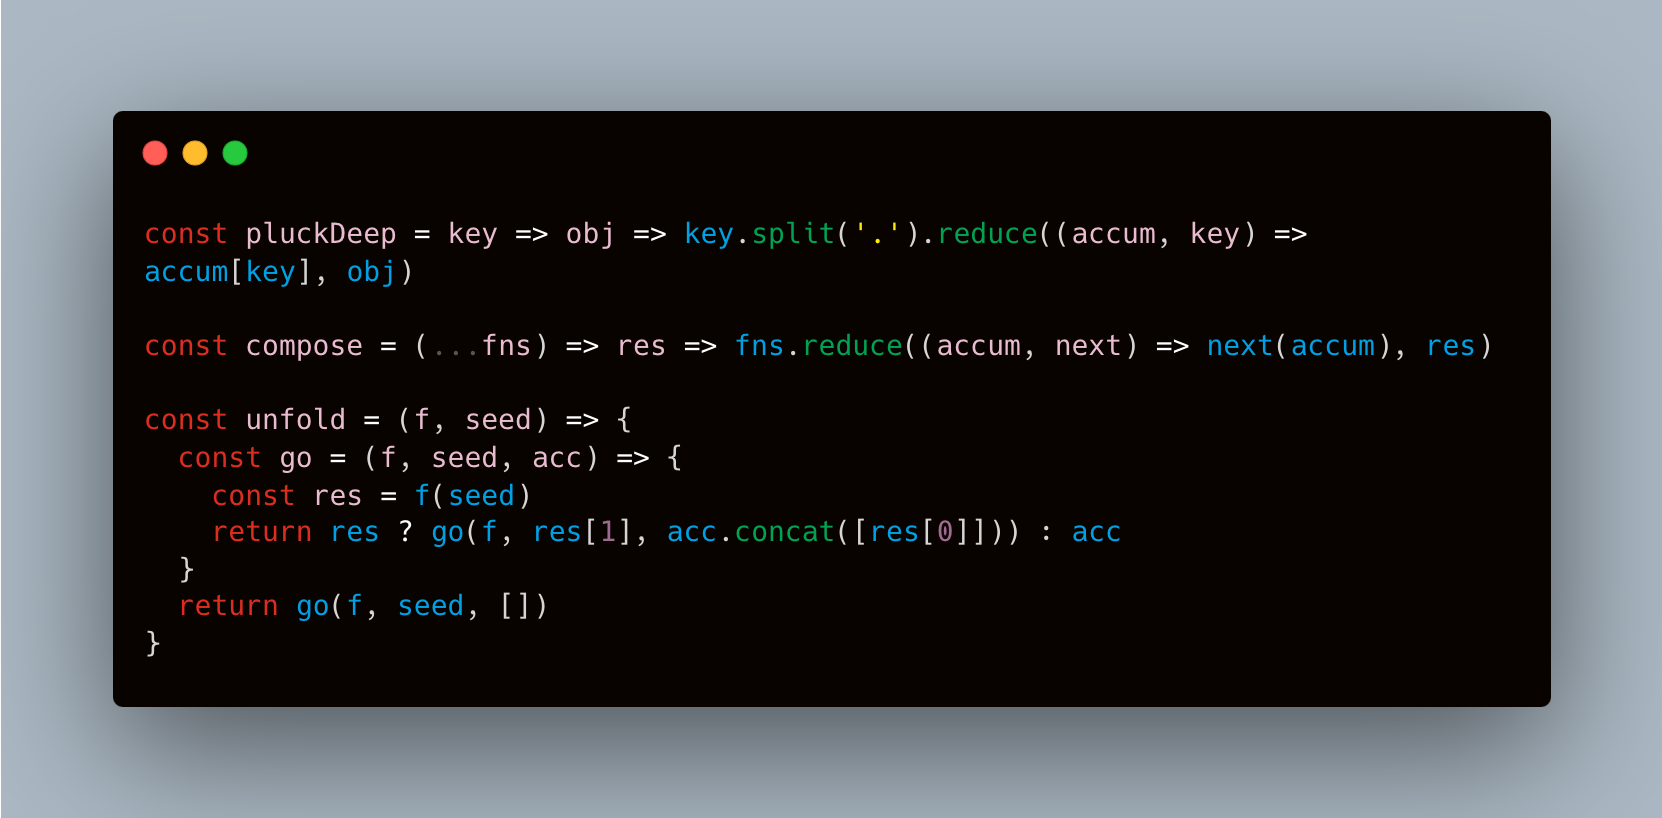 const pluckDeep = key => obj => key.split('.').reduce((accum, key) =>
accum[key], obj)

const compose = (...fns) => res => fns.reduce((accum, next) => next(accum), res)

const unfold = (f, seed) => {
  const go = (f, seed, acc) => {
    const res = f(seed)
    return res ? go(f, res[1], acc.concat([res[0]])) : acc
  }
  return go(f, seed, [])
}